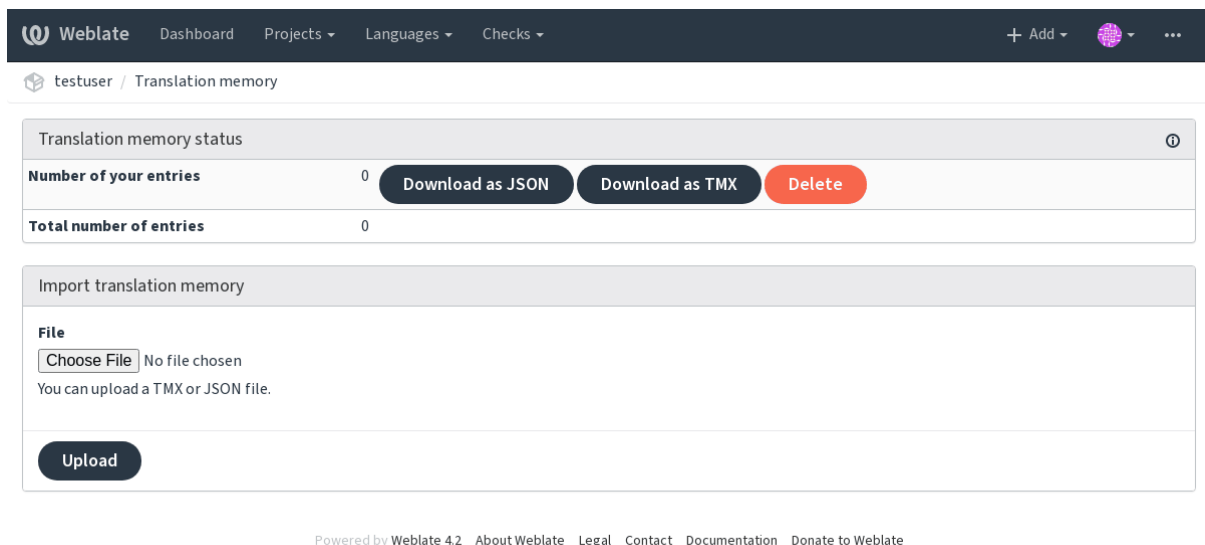 Weblate Dashboard Projects Languages Checks Add
testuser / Translation memory
Translation memory status
Number of your entries 0 Download as JSON Download as TMX Delete
Total number of entries 0
Import translation memory
File
Choose File No file chosen
You can upload a TMX or JSON file.
Upload
Powered by Weblate 4.2 About Weblate Legal Contact Documentation Donate to Weblate